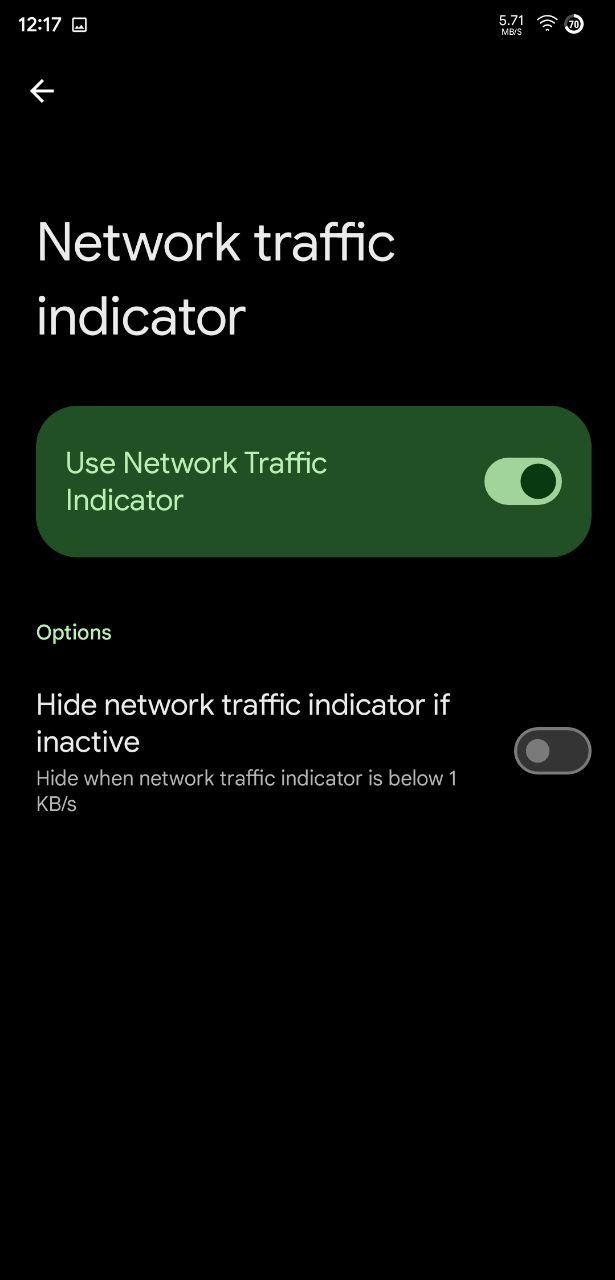 12:17
5.71
MB/S
70
Network traffic
indicator
Use Network Traffic
Indicator
Options
Hide network traffic indicator if
inactive
Hide when network traffic indicator is below 1
KB/s